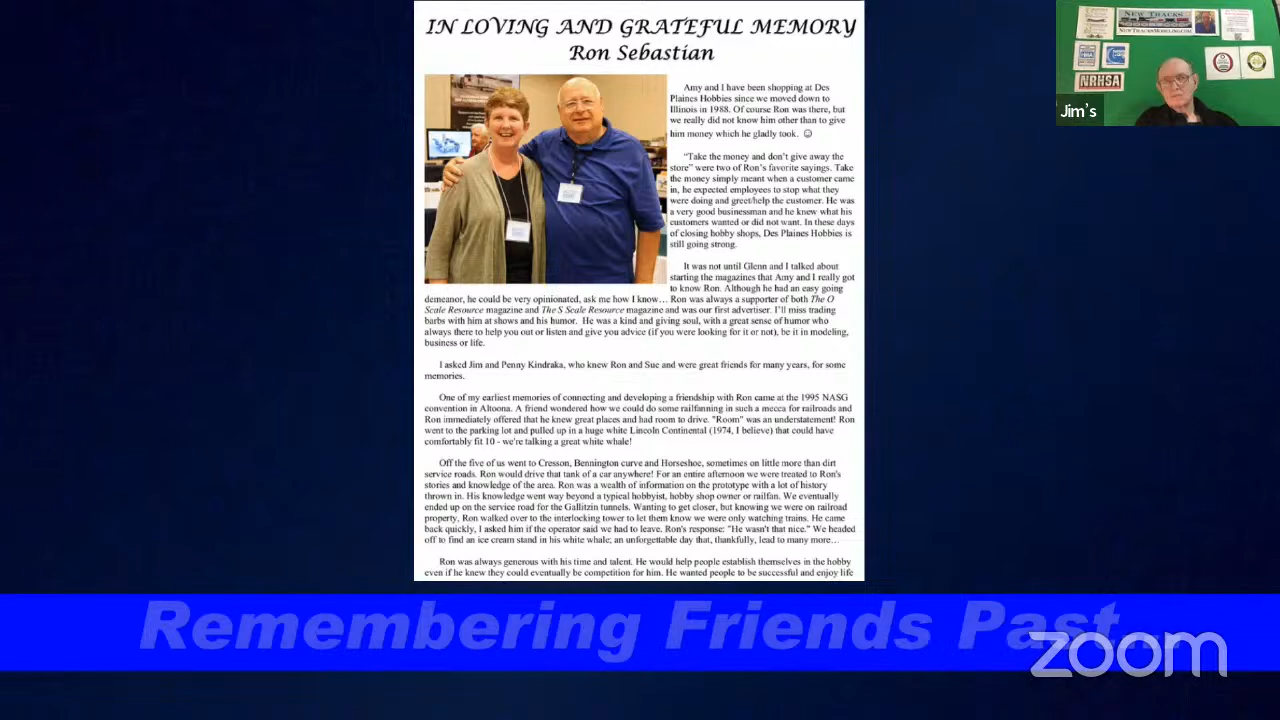 IN LOVING AND GRATEFUL MEMORY
Ron Sebastian
Amy and I have been shopping at Des
Plaines Hobbies since we moved down to
Illinois in 1988. Of course Ron was there, but
we really did not know him other than to give
him money which he gladly took. ☺
"Take the money and don't give away the
store" were two of Ron's favorite sayings. Take
the money simply meant when a customer came
in, he expected employees to stop what they
were doing and greet/help the customer. He was
a very good businessman and he knew what his
customers wanted or did not want. In these days
of closing hobby shops, Des Plaines Hobbies is
still going strong.
It was not until Glenn and I talked about
starting the magazines that Amy and I really got
to know Ron. Although he had an easy going
demeanor, he could be very opinionated, ask me how I know… Ron was always a supporter of both The O
Scale Resource magazine and The S Scale Resource magazine and was our first advertiser. I'll miss trading
barbs with him at shows and his humor. He was a kind and giving soul, with a great sense of humor who
always there to help you out or listen and give you advice (if you were looking for it or not), be it in modeling,
business or life.
I asked Jim and Penny Kindraka, who knew Ron and Sue and were great friends for many years, for some
memories.
One of my earliest memories of connecting and developing a friendship with Ron came at the 1995 NASG
convention in Altoona. A friend wondered how we could do some railfanning in such a mecca for railroads and
Ron immediately offered that he knew great places and had room to drive. "Room" was an understatement! Ron
went to the parking lot and pulled up in a huge white Lincoln Continental (1974, I believe) that could have
comfortably fit 10 - we're talking a great white whale!
Off the five of us went to Cresson, Bennington curve and Horseshoe, sometimes on little more than dirt
service roads. Ron would drive that tank of a car anywhere! For an entire afternoon we were treated to Ron's
stories and knowledge of the area. Ron was a wealth of information on the prototype with a lot of history
thrown in. His knowledge went way beyond a typical hobbyist, hobby shop owner or railfan. We eventually
ended up on the service road for the Gallitzin tunnels. Wanting to get closer, but knowing we were on railroad
property, Ron walked over to the interlocking tower to let them know we were only watching trains. He came
back quickly, I asked him if the operator said we had to leave. Ron's response: "He wasn't that nice." We headed
off to find an ice cream stand in his white whale; an unforgettable day that, thankfully, lead to many more…
Ron was always generous with his time and talent. He would help people establish themselves in the hobby
even if he knew they could eventually be competition for him. He wanted people to be successful and enjoy life
NEW TRACKS
NEWTRACKSMODELING.COM
NRHSA
Jim's
Remembering Friends Past....
zoom